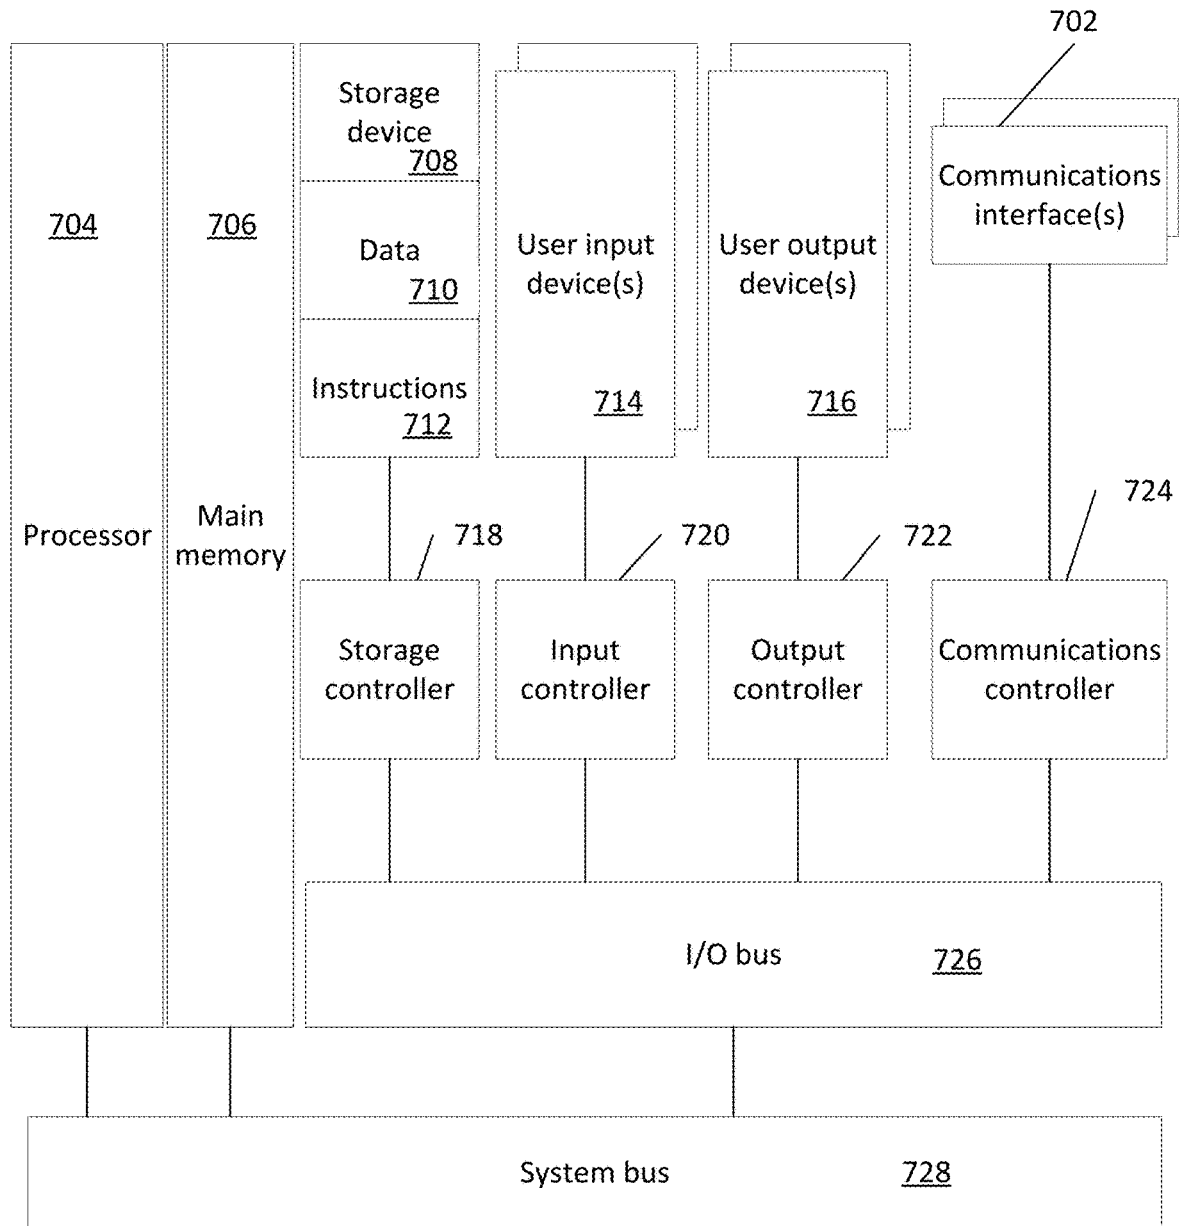 702
Storage
device
708
704
706
Data
710
Instructions
712
User input
device(s)
714
User output
device(s)
716
Communications
interface(s)
Processor
Main
memory
718
720
722
724
Storage
controller
Input
controller
Output
controller
Communications
controller
I/O bus
726
System bus
728